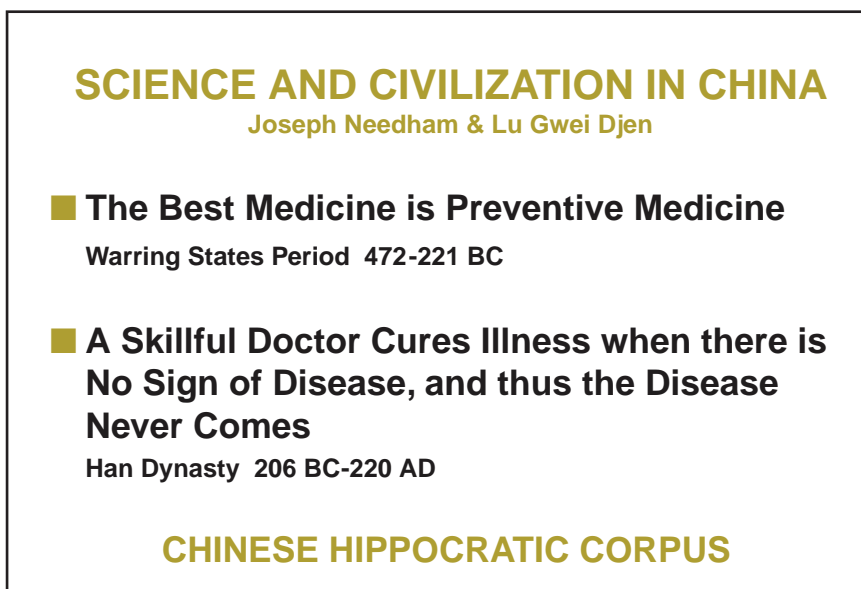 SCIENCE AND CIVILIZATION IN CHINA
Joseph Needham & Lu Gwei Djen
The Best Medicine is Preventive Medicine
Warring States Period 472-221 BC
A Skillful Doctor Cures Illness when there is
No Sign of Disease, and thus the Disease
Never Comes
Han Dynasty 206 BC-220 AD
CHINESE HIPPOCRATIC CORPUS